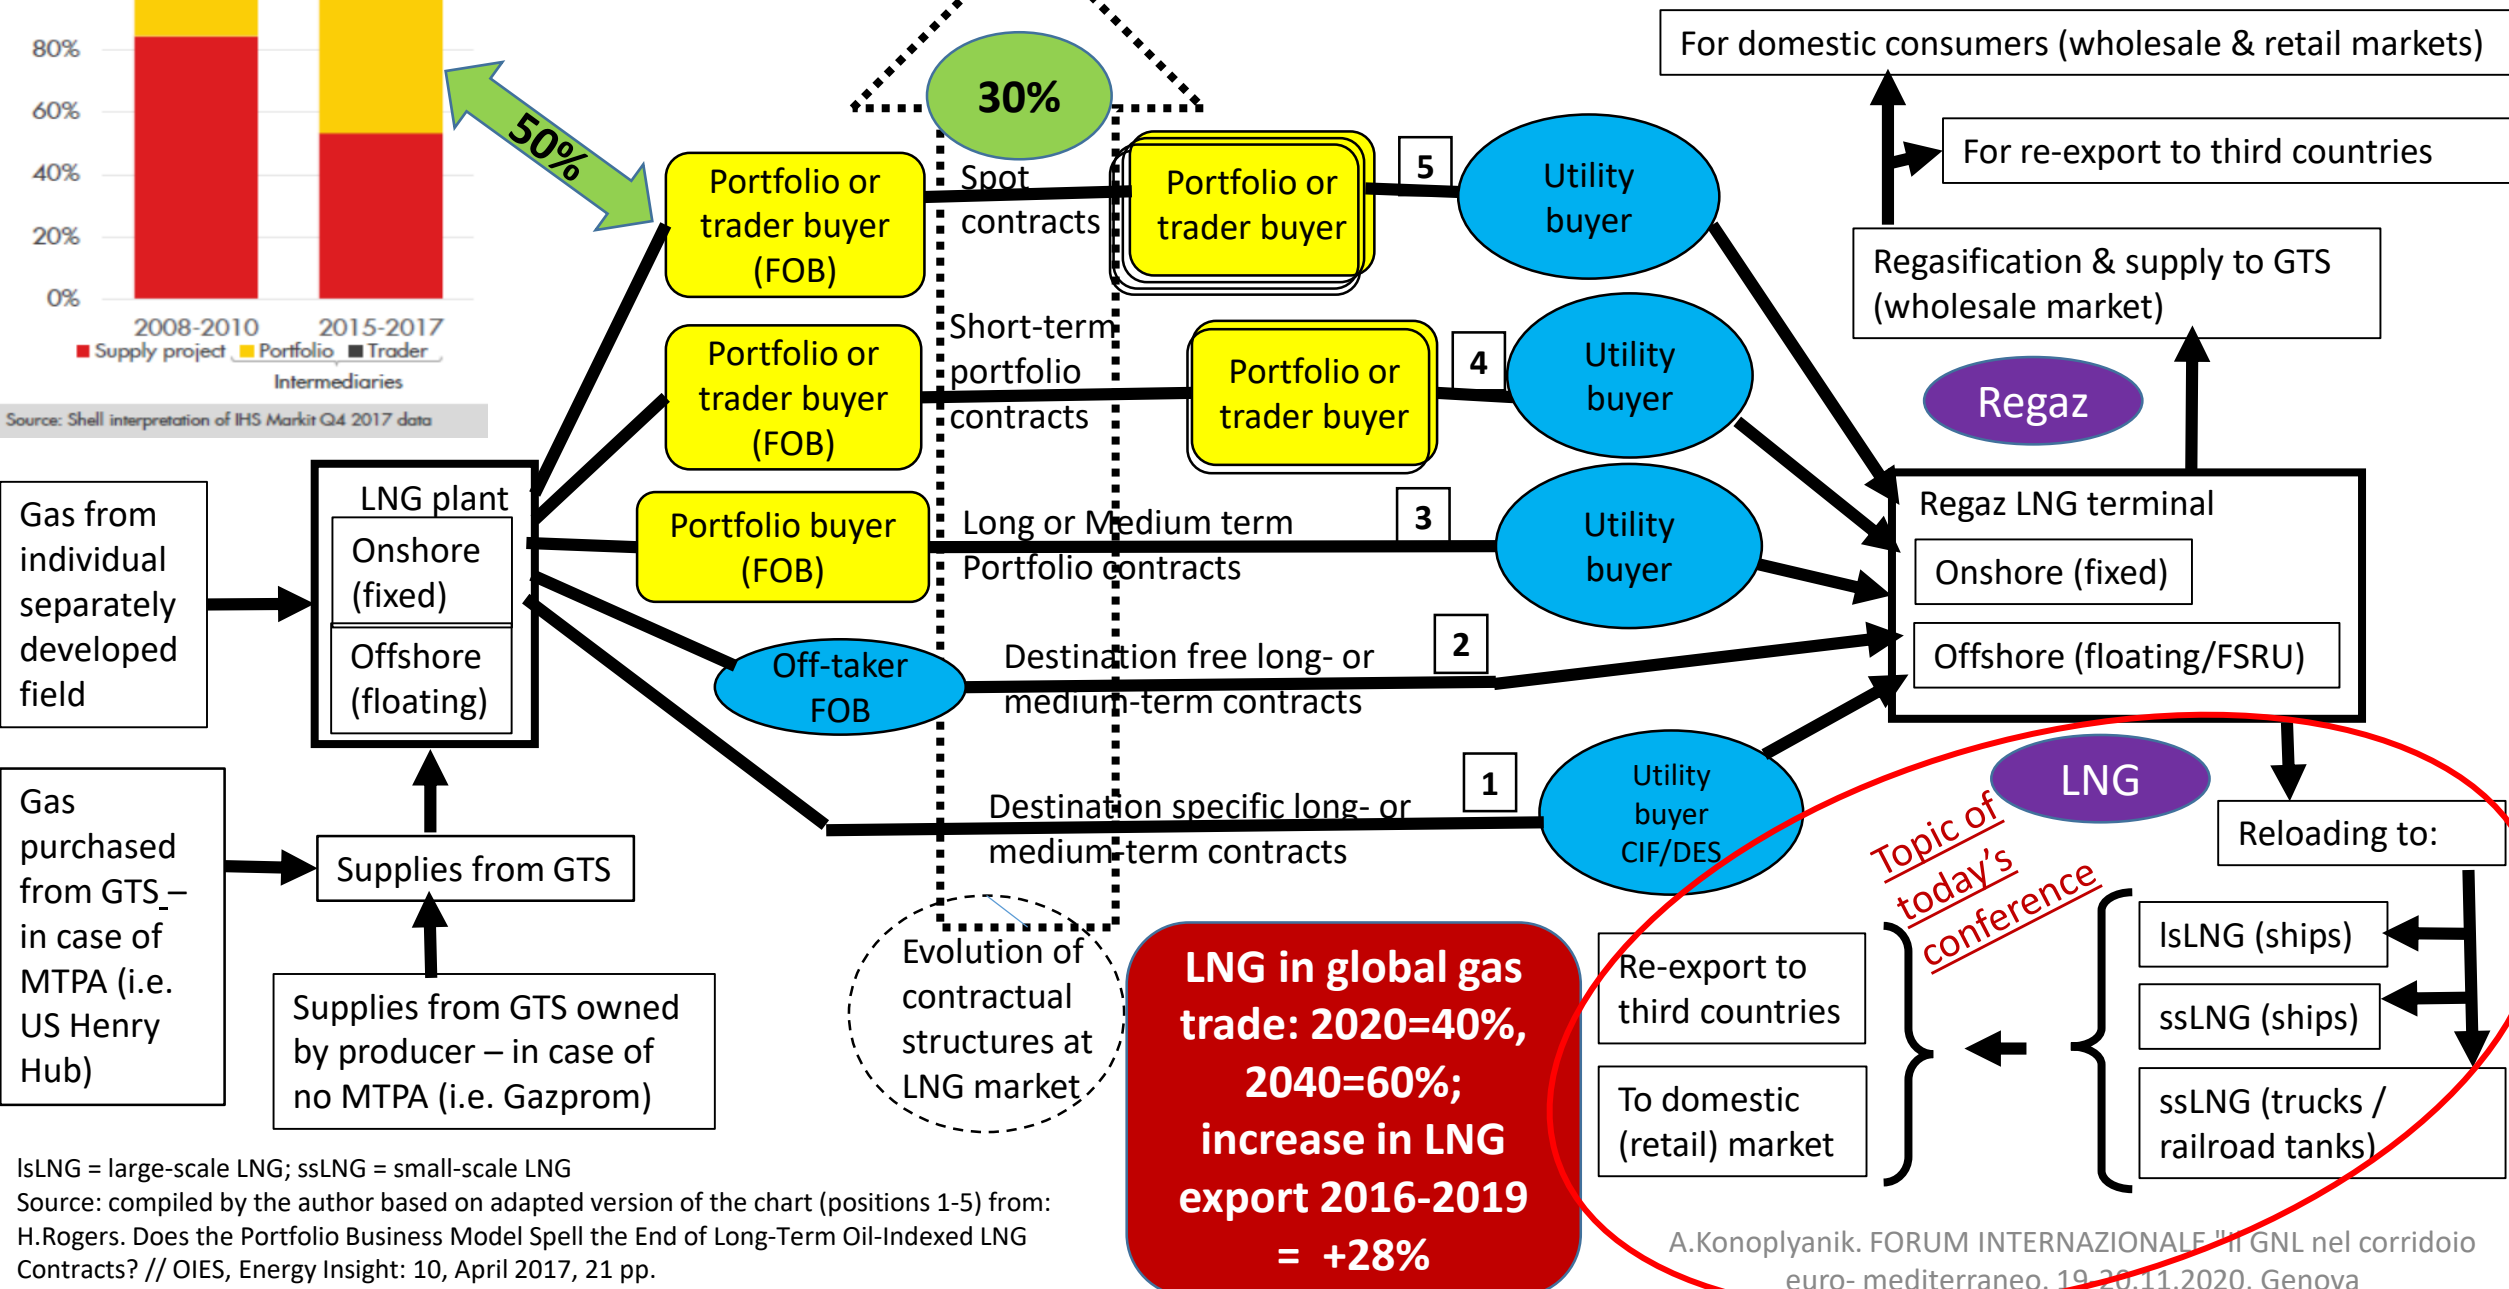 80%
60%
40%
20%
0%
2008-2010
2015-2017
Supply project
Portfolio
Trader
Intermediaries
Source: Shell interpretation of IHS Markit Q4 2017 data
50%
30%
Portfolio or
trader buyer
(FOB)
Spot
contracts
Portfolio or
trader buyer
5
Utility
buyer
Portfolio or
trader buyer
(FOB)
Short-term
portfolio
contracts
Portfolio or
trader buyer
4
Utility
buyer
Portfolio buyer
(FOB)
Long or Medium term
Portfolio contracts
3
Utility
buyer
Off-taker
FOB
Destination free long- or
medium-term contracts
2
Destination specific long- or
medium-term contracts
1
Utility
buyer
CIF/DES
For domestic consumers (wholesale & retail markets)
For re-export to third countries
Regasification & supply to GTS
(wholesale market)
Regaz
Regaz LNG terminal
Onshore (fixed)
Offshore (floating/FSRU)
LNG
Reloading to:
Topic of
today's
conference
lsLNG (ships)
ssLNG (ships)
ssLNG (trucks /
railroad tanks)
Re-export to
third countries
To domestic
(retail) market
Gas from
individual
separately
developed
field
LNG plant
Onshore
(fixed)
Offshore
(floating)
Gas
purchased
from GTS –
in case of
MTPA (i.e.
US Henry
Hub)
Supplies from GTS
Supplies from GTS owned
by producer – in case of
no MTPA (i.e. Gazprom)
Evolution of
contractual
structures at
LNG market
LNG in global gas
trade: 2020=40%,
2040=60%;
increase in LNG
export 2016-2019
= +28%
lsLNG = large-scale LNG; ssLNG = small-scale LNG
Source: compiled by the author based on adapted version of the chart (positions 1-5) from:
H.Rogers. Does the Portfolio Business Model Spell the End of Long-Term Oil-Indexed LNG
Contracts? // OIES, Energy Insight: 10, April 2017, 21 pp.
A.Konoplyanik. FORUM INTERNAZIONALE "Il GNL nel corridoio
euro- mediterraneo. 19-20.11.2020. Genova